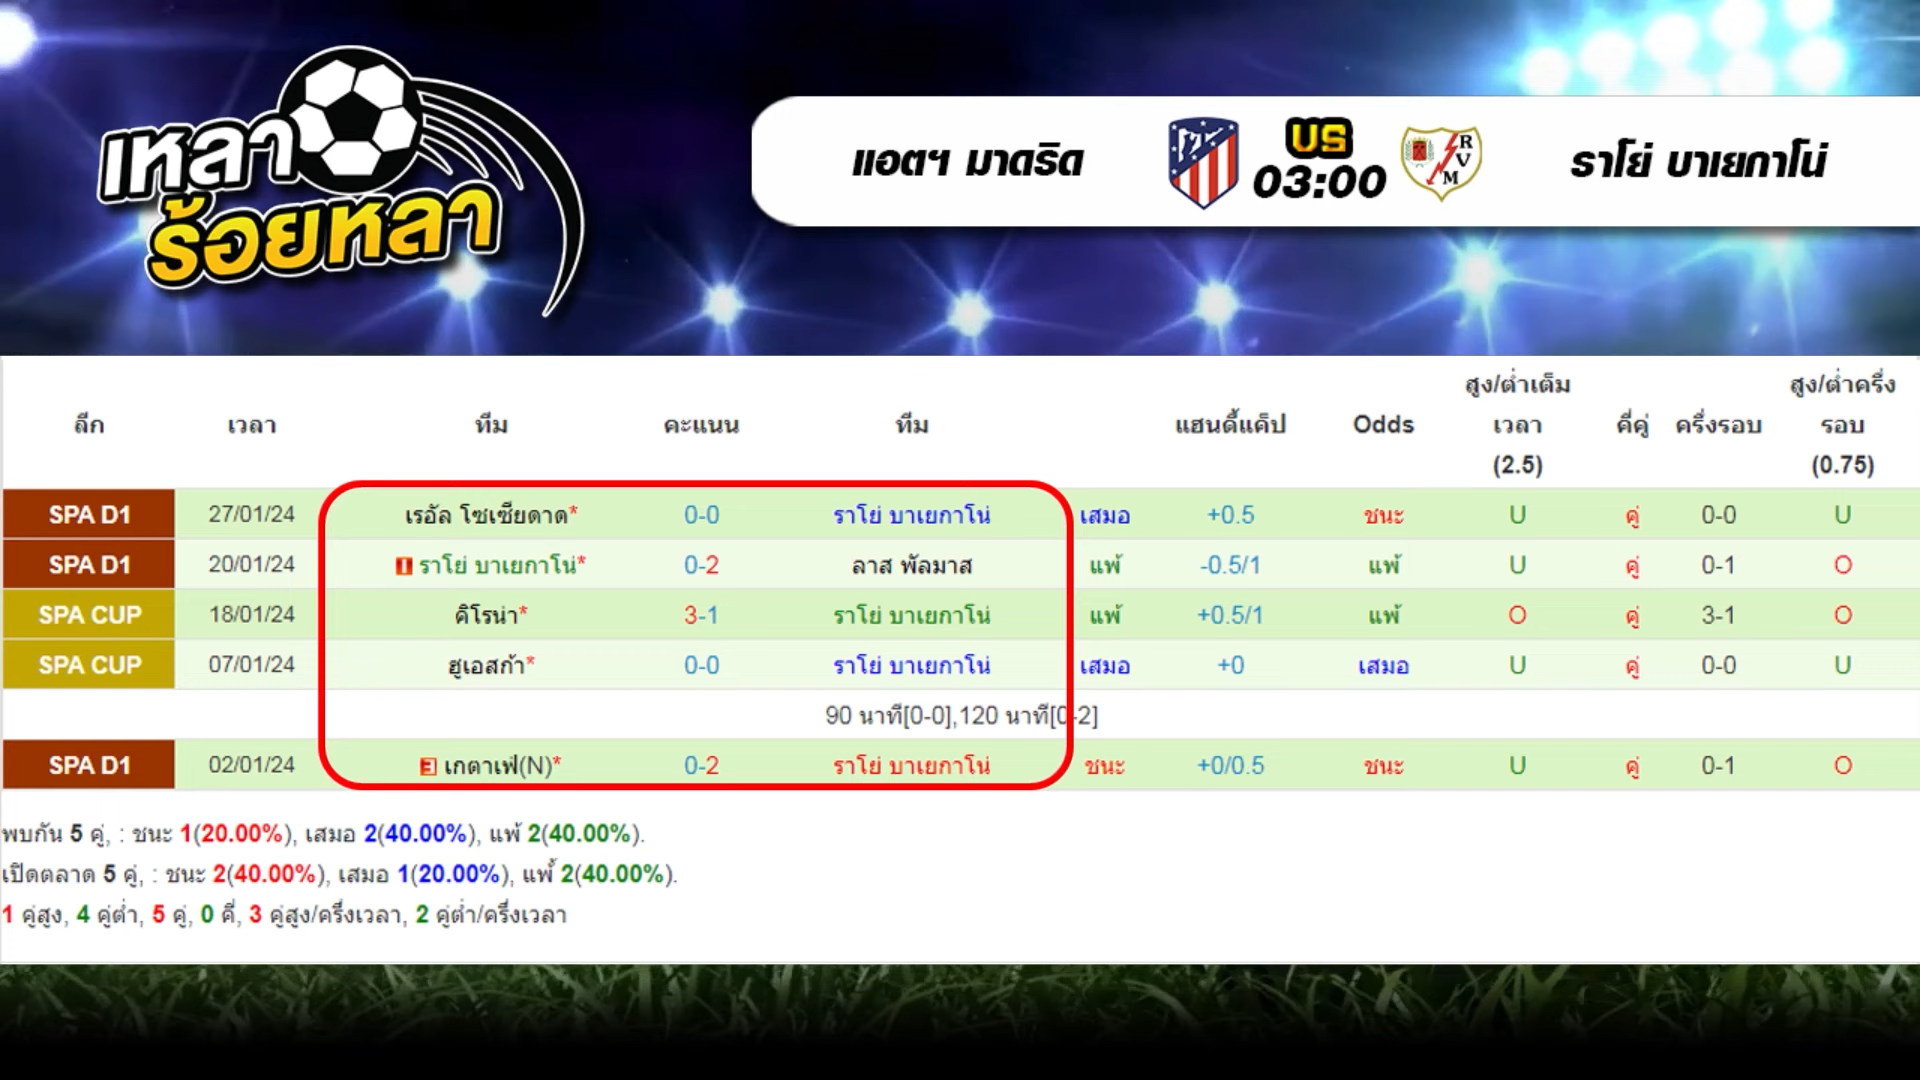 เหลา
ร้อยหลา
แอตฯ มาดริด VS 03:00 ราโย่ บาเยกาโน่
ลีก เวลา ทีม คะแนน ทีม แฮนดี้แค็ป Odds สูง/ต่ำเต็มเวลา (2.5) คี่คู่ ครึ่งรอบ สูง/ต่ำครึ่งรอบ (0.75)
SPA D1 27/01/24 เรอัล โซเซียดาด* 0-0 ราโย่ บาเยกาโน่ เสมอ +0.5 ชนะ U คู่ 0-0 U
SPA D1 20/01/24 1 ราโย่ บาเยกาโน่* 0-2 ลาส พัลมาส แพ้ -0.5/1 แพ้ U คู่ 0-1 O
SPA CUP 18/01/24 คิโรน่า* 3-1 ราโย่ บาเยกาโน่ แพ้ +0.5/1 แพ้ O คู่ 3-1 O
SPA CUP 07/01/24 ฮูเอสก้า* 0-0 ราโย่ บาเยกาโน่ เสมอ +0 เสมอ U คู่ 0-0 U
90 นาที[0-0],120 นาที[0-2]
SPA D1 02/01/24 3 เกตาเฟ่(N)* 0-2 ราโย่ บาเยกาโน่ ชนะ +0/0.5 ชนะ U คู่ 0-1 O
พบกัน 5 คู่, : ชนะ 1(20.00%), เสมอ 2(40.00%), แพ้ 2(40.00%).
เปิดตลาด 5 คู่, : ชนะ 2(40.00%), เสมอ 1(20.00%), แพ้ 2(40.00%).
1 คู่สูง, 4 คู่ต่ำ, 5 คู่, 0 คี่, 3 คู่สูง/ครึ่งเวลา, 2 คู่ต่ำ/ครึ่งเวลา